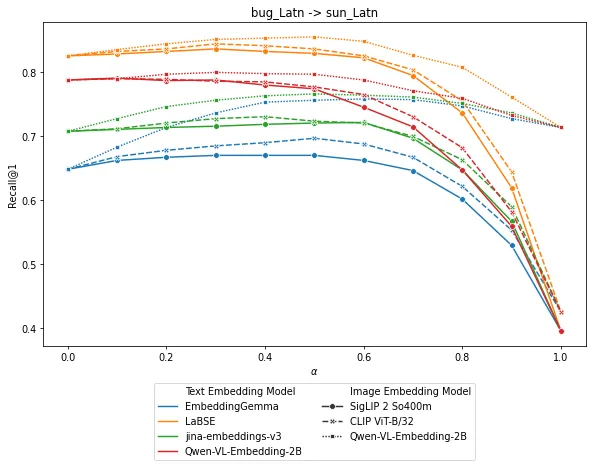 bug_Latn -> sun_Latn
Recall@1
0.8
0.7
0.6
0.5
0.4
0.0 0.2 0.4 0.6 0.8 1.0
α
Text Embedding Model Image Embedding Model
EmbeddingGemma SigLIP 2 So400m
LaBSE CLIP ViT-B/32
jina-embeddings-v3 Qwen-VL-Embedding-2B
Qwen-VL-Embedding-2B